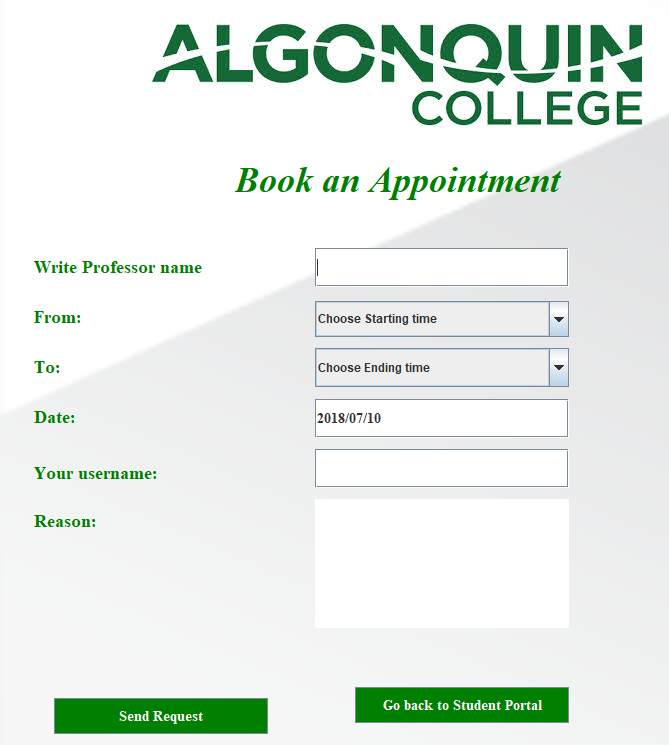 ALGONQUIN
COLLEGE
Book an Appointment
Write Professor name
From:
Choose Starting time
To:
Choose Ending time
Date:
2018/07/10
Your username:
Reason:
Send Request
Go back to Student Portal